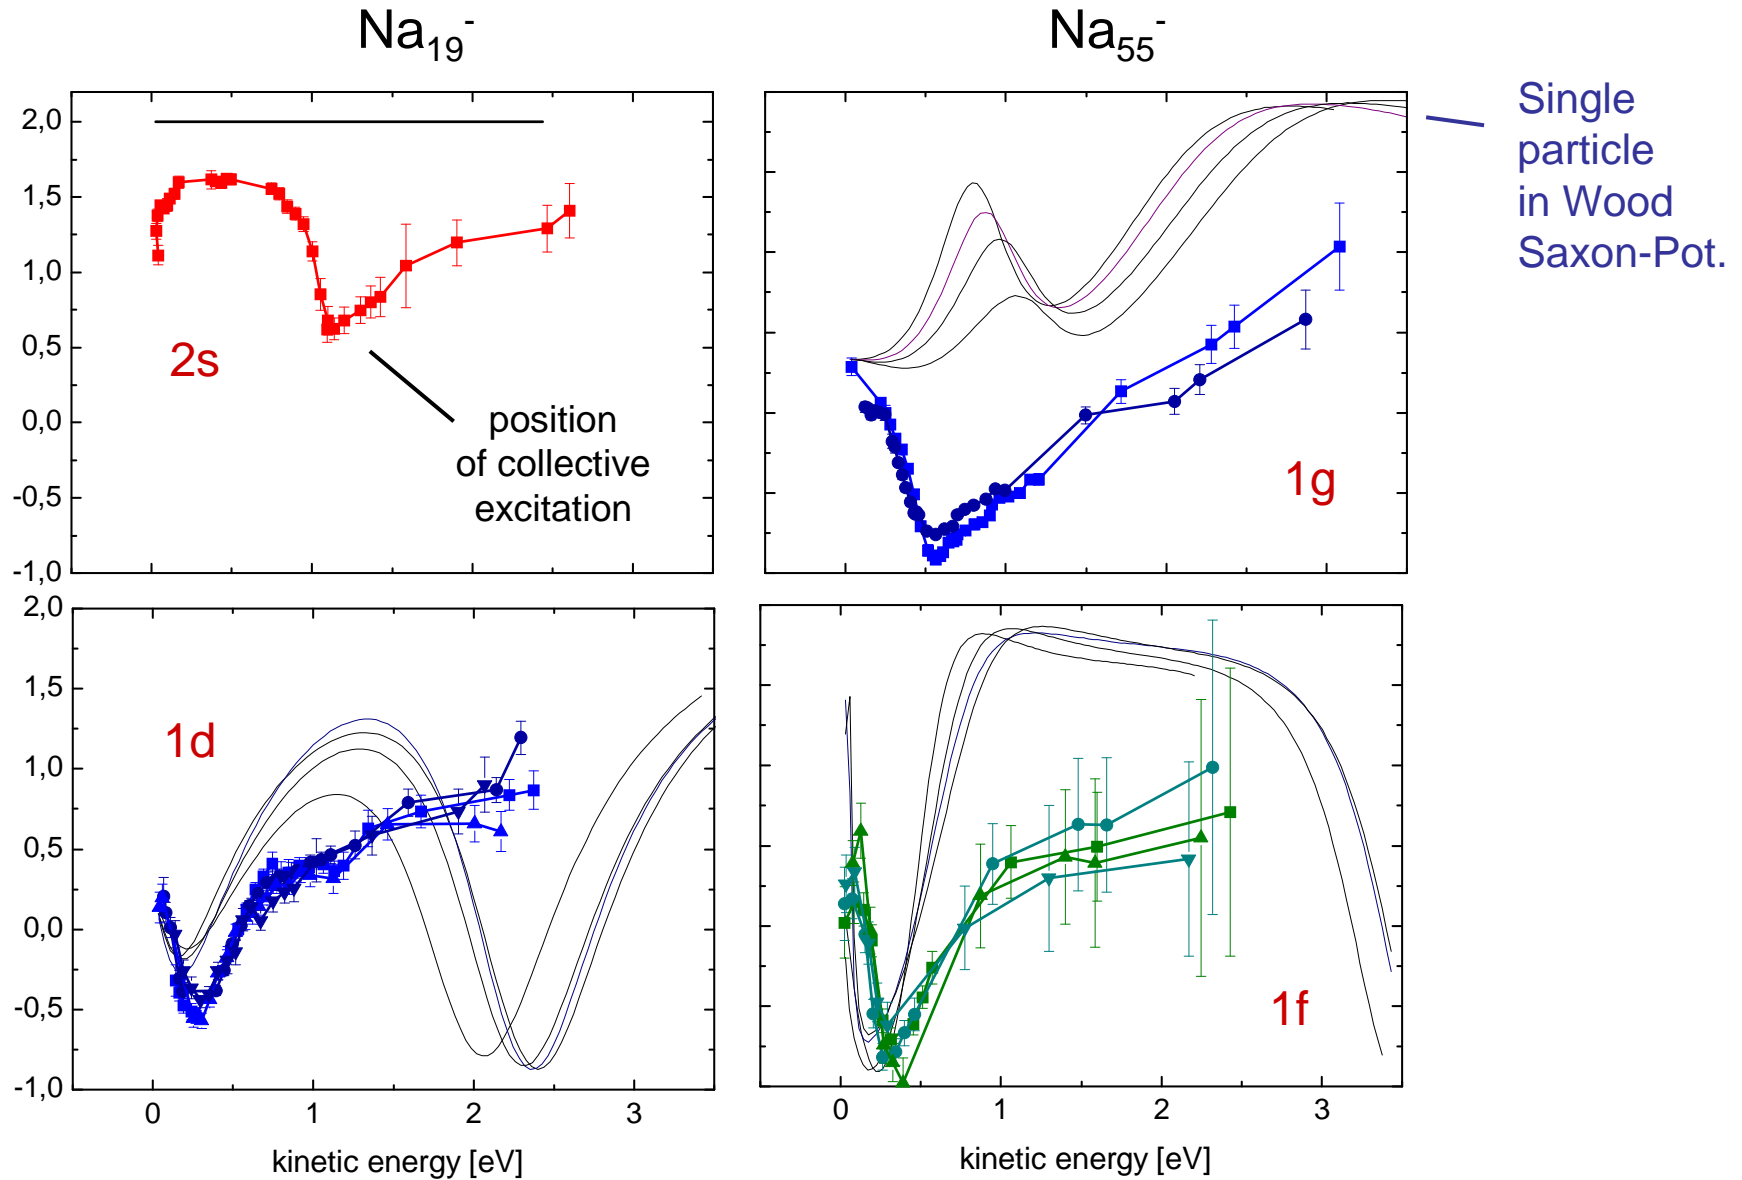 Na19-
Na55-
Single
particle
in Wood
Saxon-Pot.
2,0
1,5
1,0
0,5
0,0
-0,5
-1,0
2s
position
of collective
excitation
1g
2,0
1,5
1,0
0,5
0,0
-0,5
-1,0
1d
1f
0 1 2 3
0 1 2 3
kinetic energy [eV]
kinetic energy [eV]